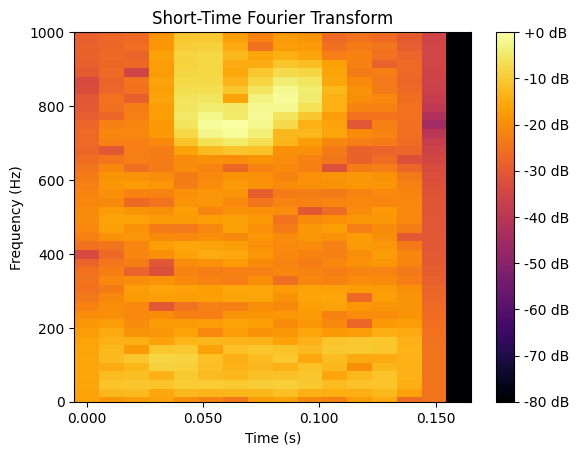 Short-Time Fourier Transform
1000
800
600
400
200
0
Frequency (Hz)
0.000
0.050
0.100
0.150
Time (s)
+0 dB
-10 dB
-20 dB
-30 dB
-40 dB
-50 dB
-60 dB
-70 dB
-80 dB